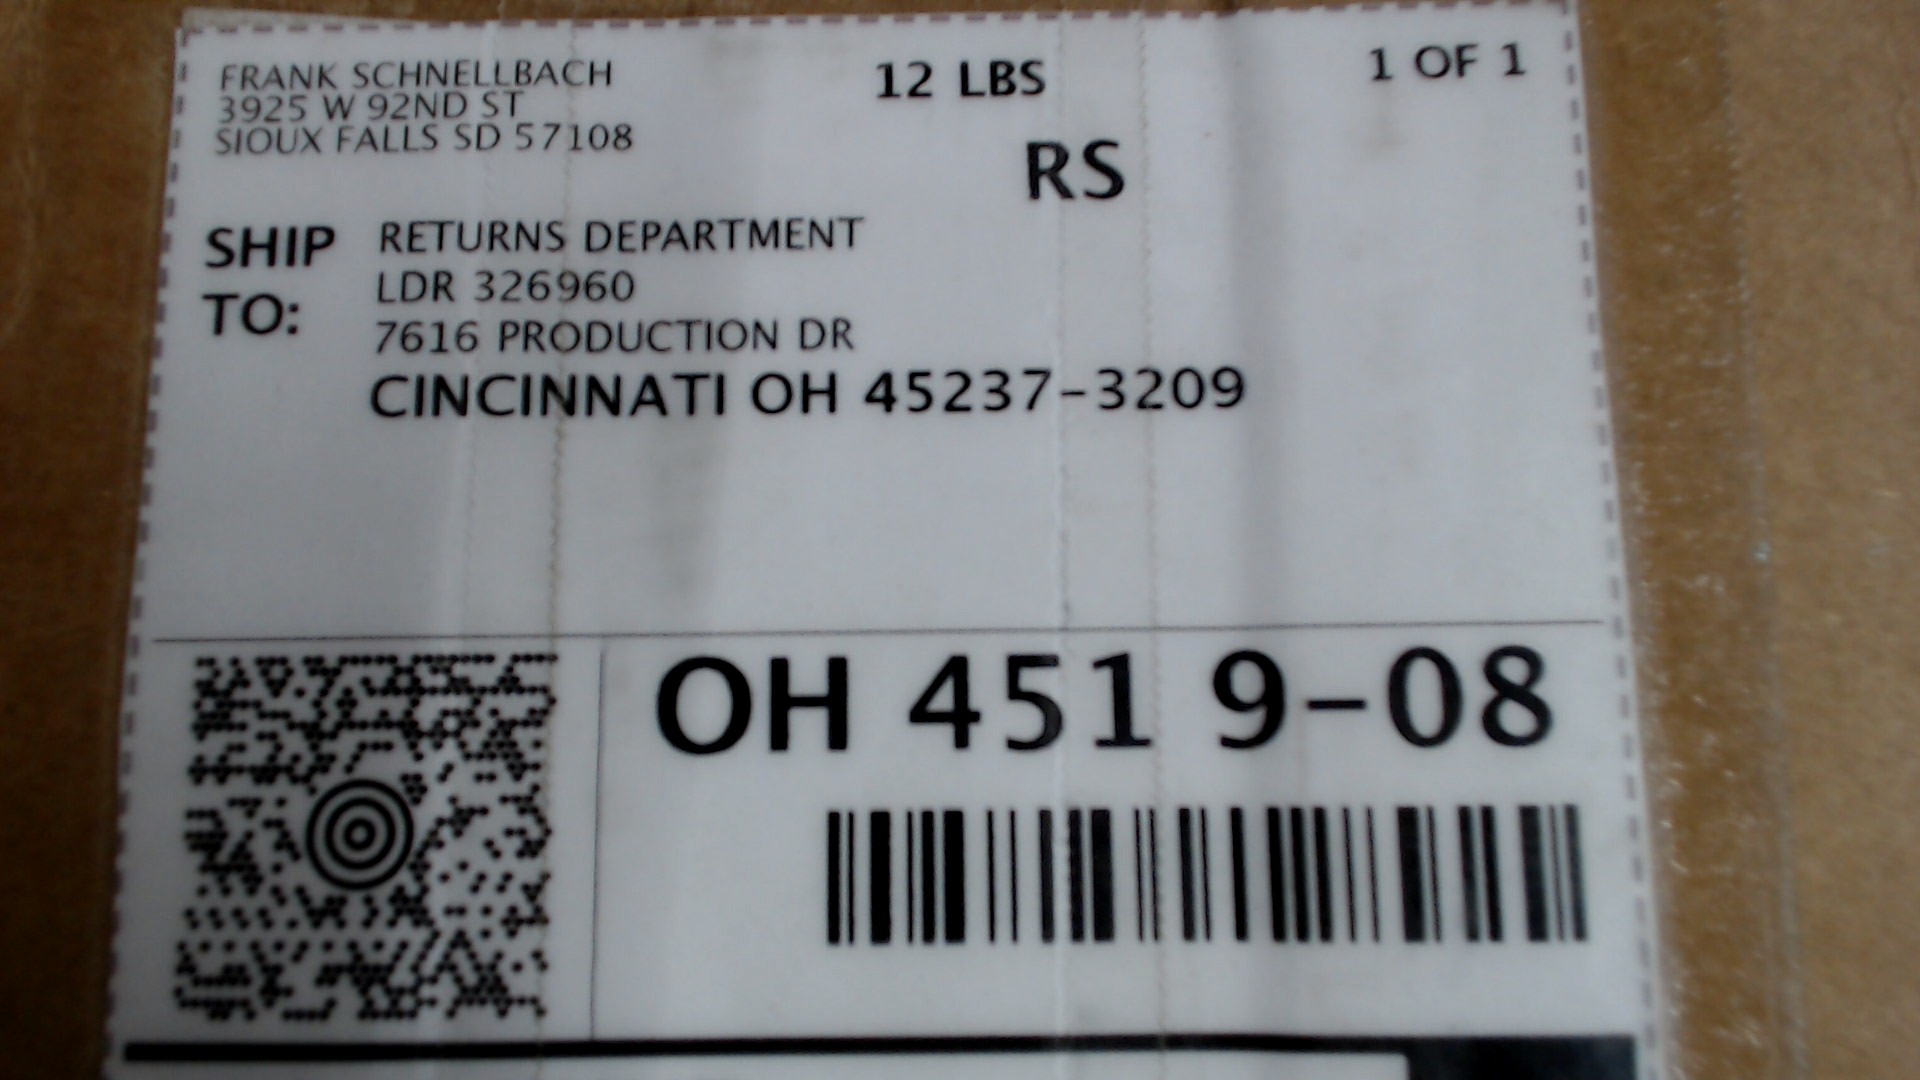 FRANK SCHNELLBACH
3925 W 92ND ST
SIOUX FALLS SD 57108
12 LBS
1 OF 1
RS
SHIP TO:
RETURNS DEPARTMENT
LDR 326960
7616 PRODUCTION DR
CINCINNATI OH 45237-3209
OH 451 9-08